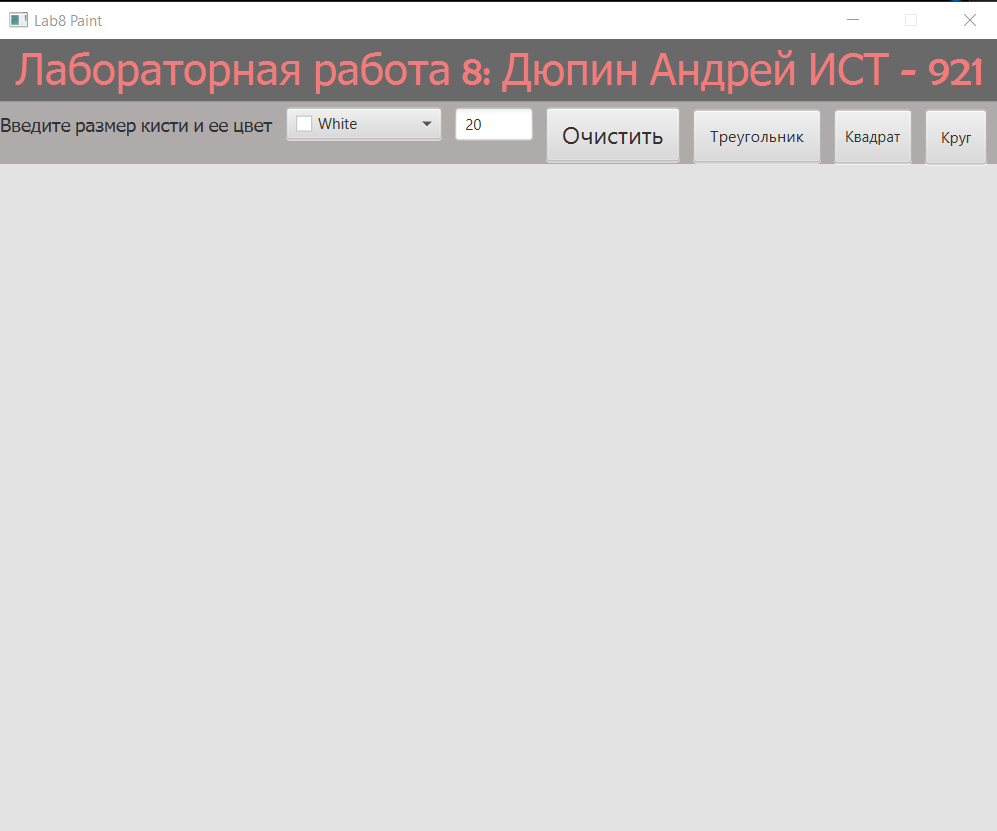 Lab8 Paint
Лабораторная работа 8: Дюпин Андрей ИСТ - 921
Введите размер кисти и ее цвет White 20 Очистить Треугольник Квадрат Круг